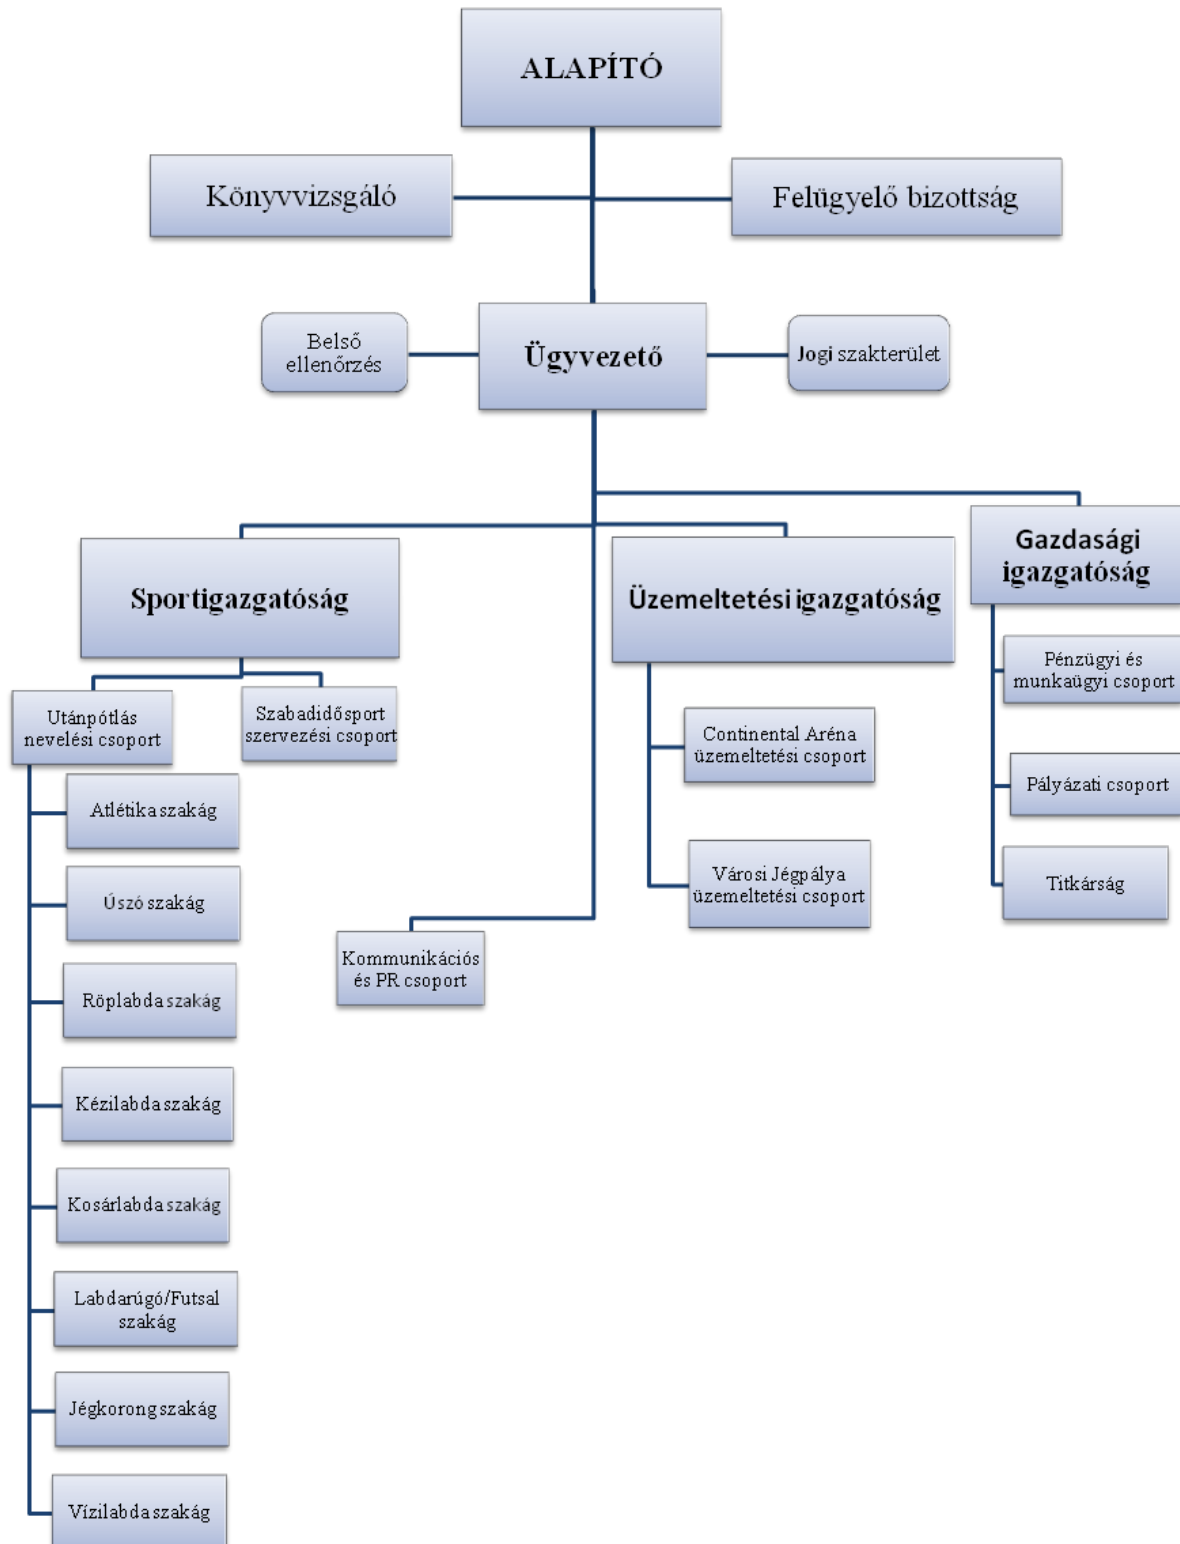 ALAPÍTÓ
Könyvvizsgáló
Felügyelő bizottság
Belső
ellenőrzés
Ügyvezető
Jogi szakterület
Sportigazgatóság
Üzemeltetési igazgatóság
Gazdasági
igazgatóság
Utánpótlás
nevelési csoport
Szabadidősport
szervezési csoport
Atlétika szakág
Úszó szakág
Röplabda szakág
Kézilabda szakág
Kosárlabda szakág
Labdarúgó/Futsal
szakág
Jégkorong szakág
Vízilabda szakág
Kommunikációs
és PR csoport
Continental Aréna
üzemeltetési csoport
Városi Jégpálya
üzemeltetési csoport
Pénzügyi és
munkaügyi csoport
Pályázati csoport
Titkárság